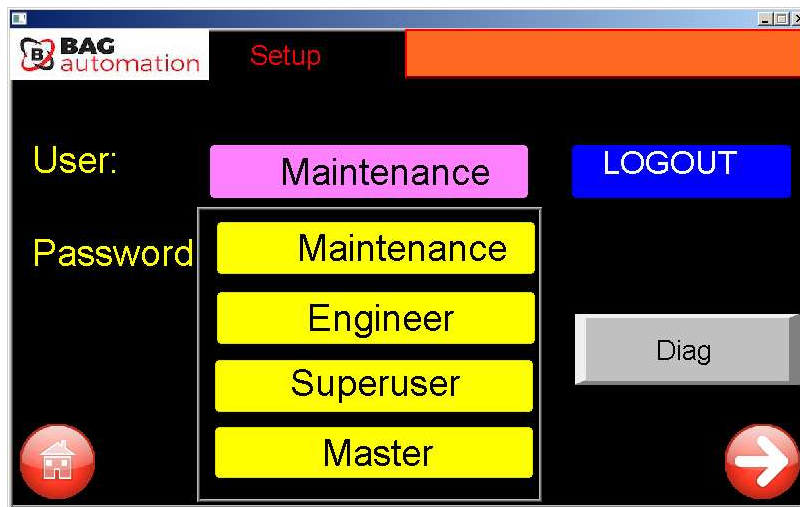 BAG
automation
Setup
User:
Maintenance
LOGOUT
Password
Maintenance
Engineer
Diag
Superuser
Master